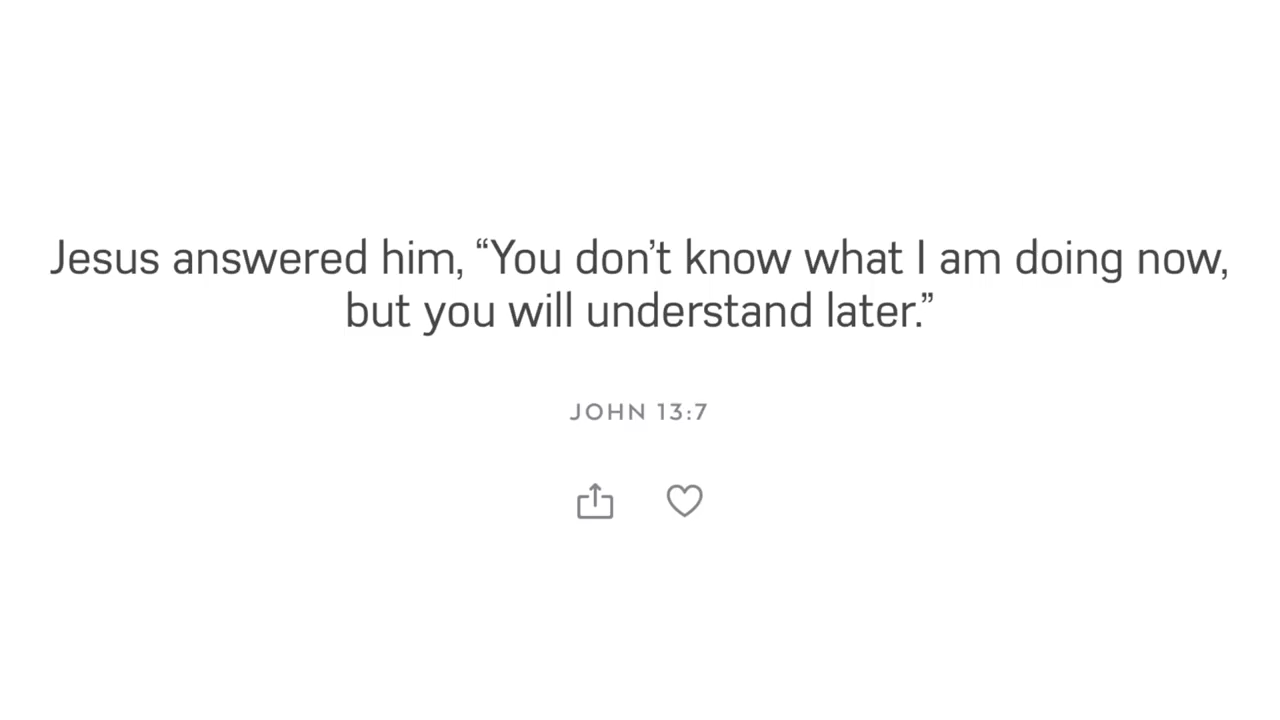 Jesus answered him, “You don’t know what I am doing now,
but you will understand later.”
JOHN 13:7